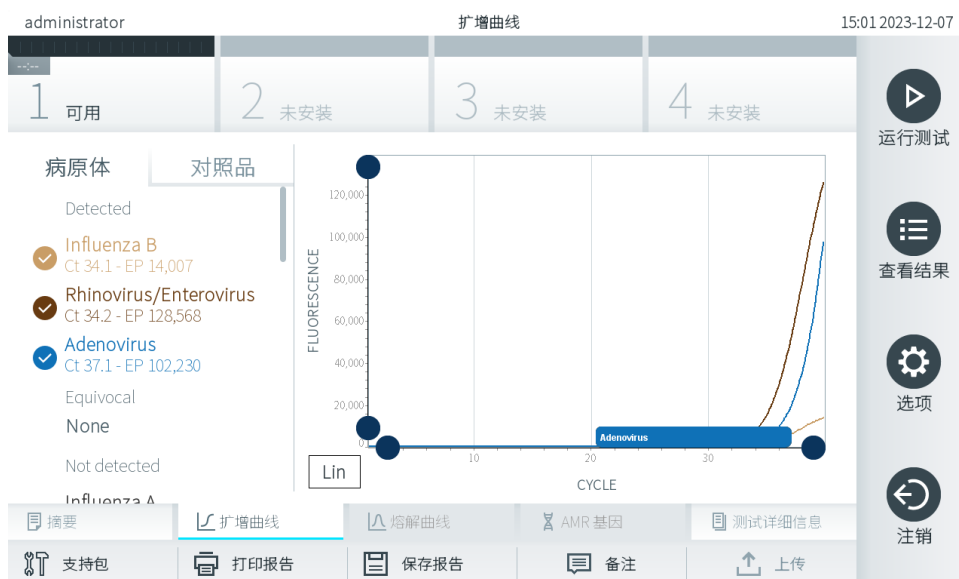 administrator
扩增曲线
15:01 2023-12-07
--:--
1 可用
2 未安装
3 未安装
4 未安装
病原体
对照品
Detected
Influenza B
Ct 34.1 - EP 14,007
Rhinovirus/Enterovirus
Ct 34.2 - EP 128,568
Adenovirus
Ct 37.1 - EP 102,230
Equivocal
None
Not detected
Influenza A
FLUORESCENCE
120,000
100,000
80,000
60,000
40,000
20,000
0
Adenovirus
10
20
30
CYCLE
Lin
运行测试
查看结果
选项
注销
摘要
扩增曲线
熔解曲线
AMR 基因
测试详细信息
支持包
打印报告
保存报告
备注
上传